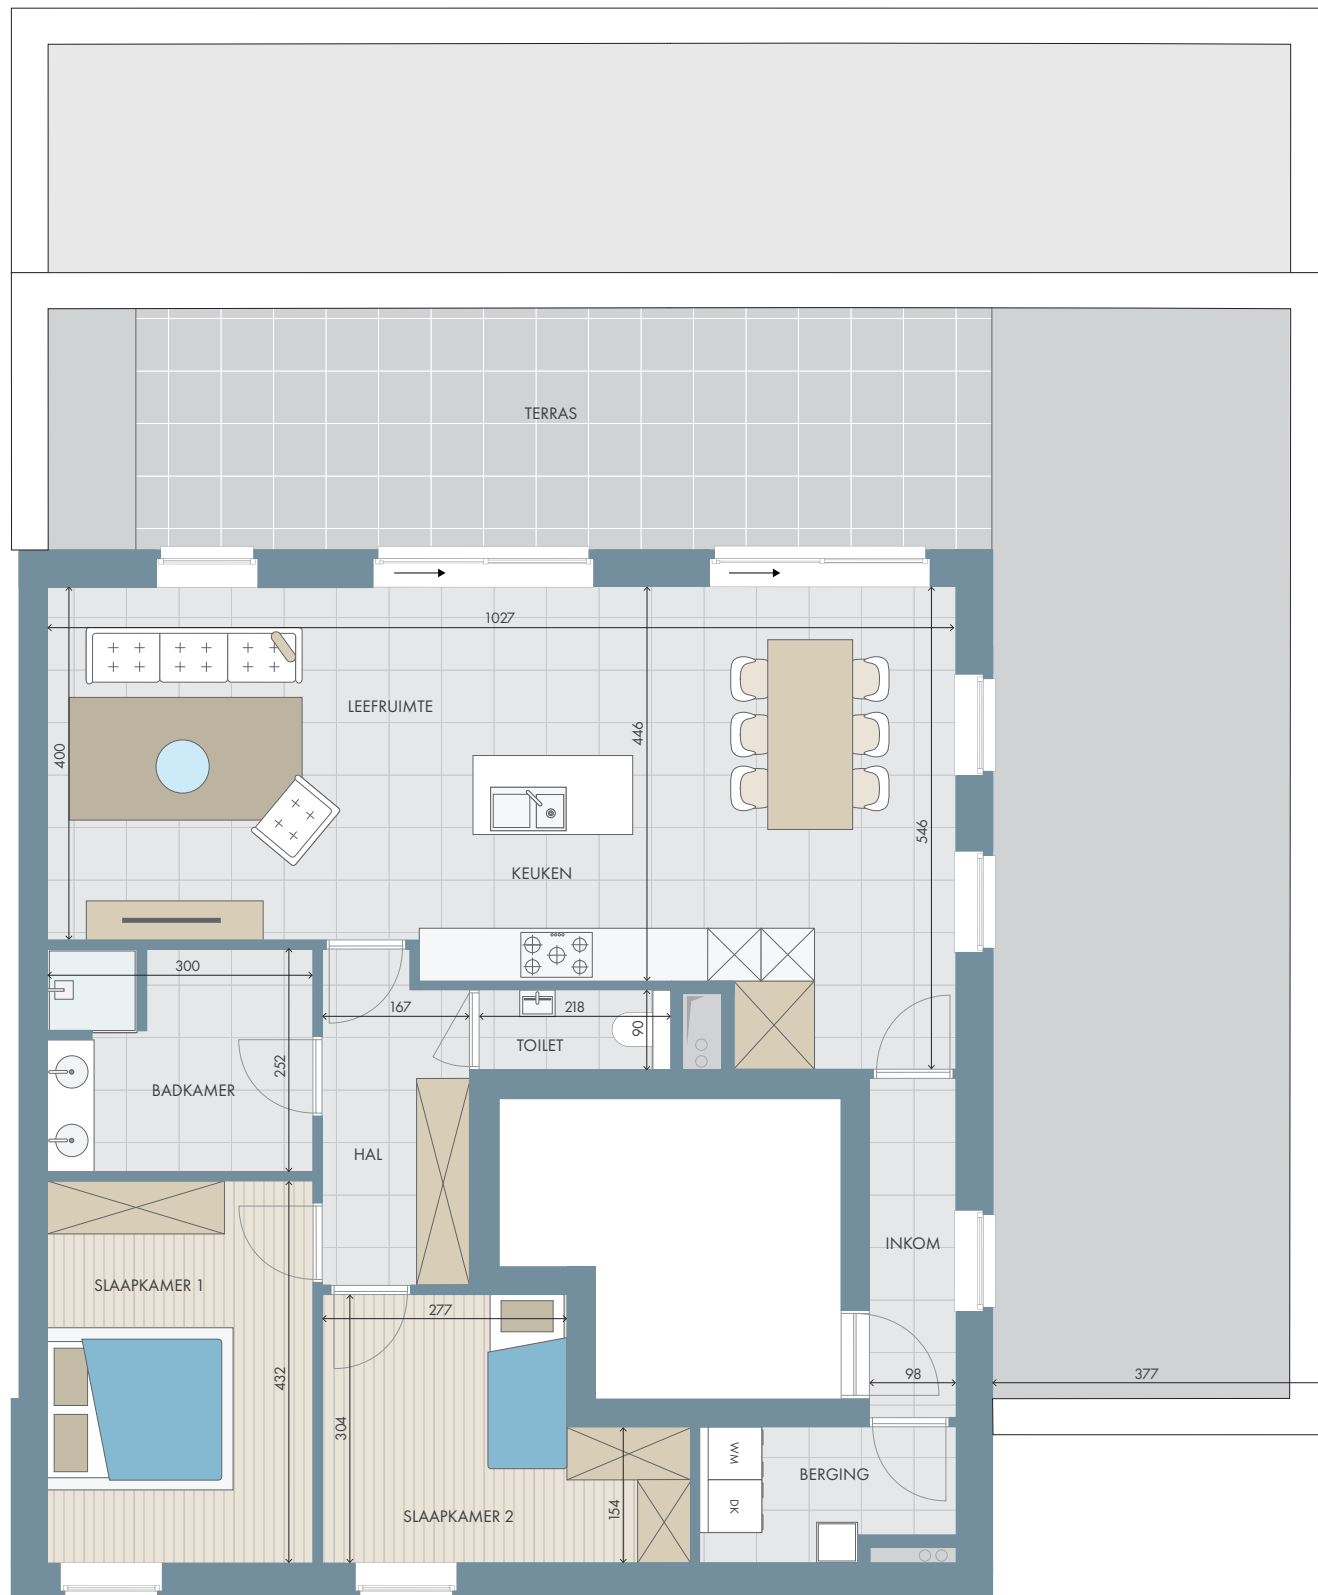 TERRAS
1027
LEEFRUIMTE
400
446
546
KEUKEN
300
167
218
90
TOILET
252
BADKAMER
HAL
INKOM
SLAAPKAMER 1
277
432
304
98
377
WM
BERGING
DK
154
SLAAPKAMER 2